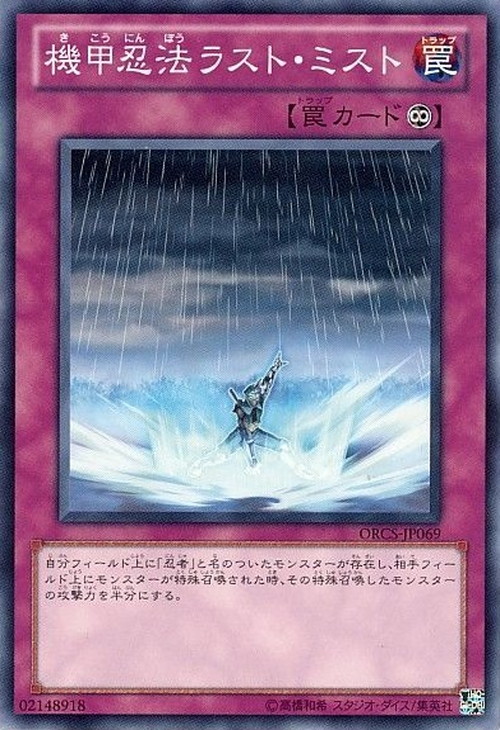 機甲忍法ラスト・ミスト 罠
【罠カード∞】
ORCS-JP069
自分フィールド上に「忍者」と名のついたモンスターが存在し、相手フィー
ルド上にモンスターが特殊召喚された時、その特殊召喚したモンスター
の攻撃力を半分にする。
02148918 ©高橋和希 スタジオ・ダイス/集英社